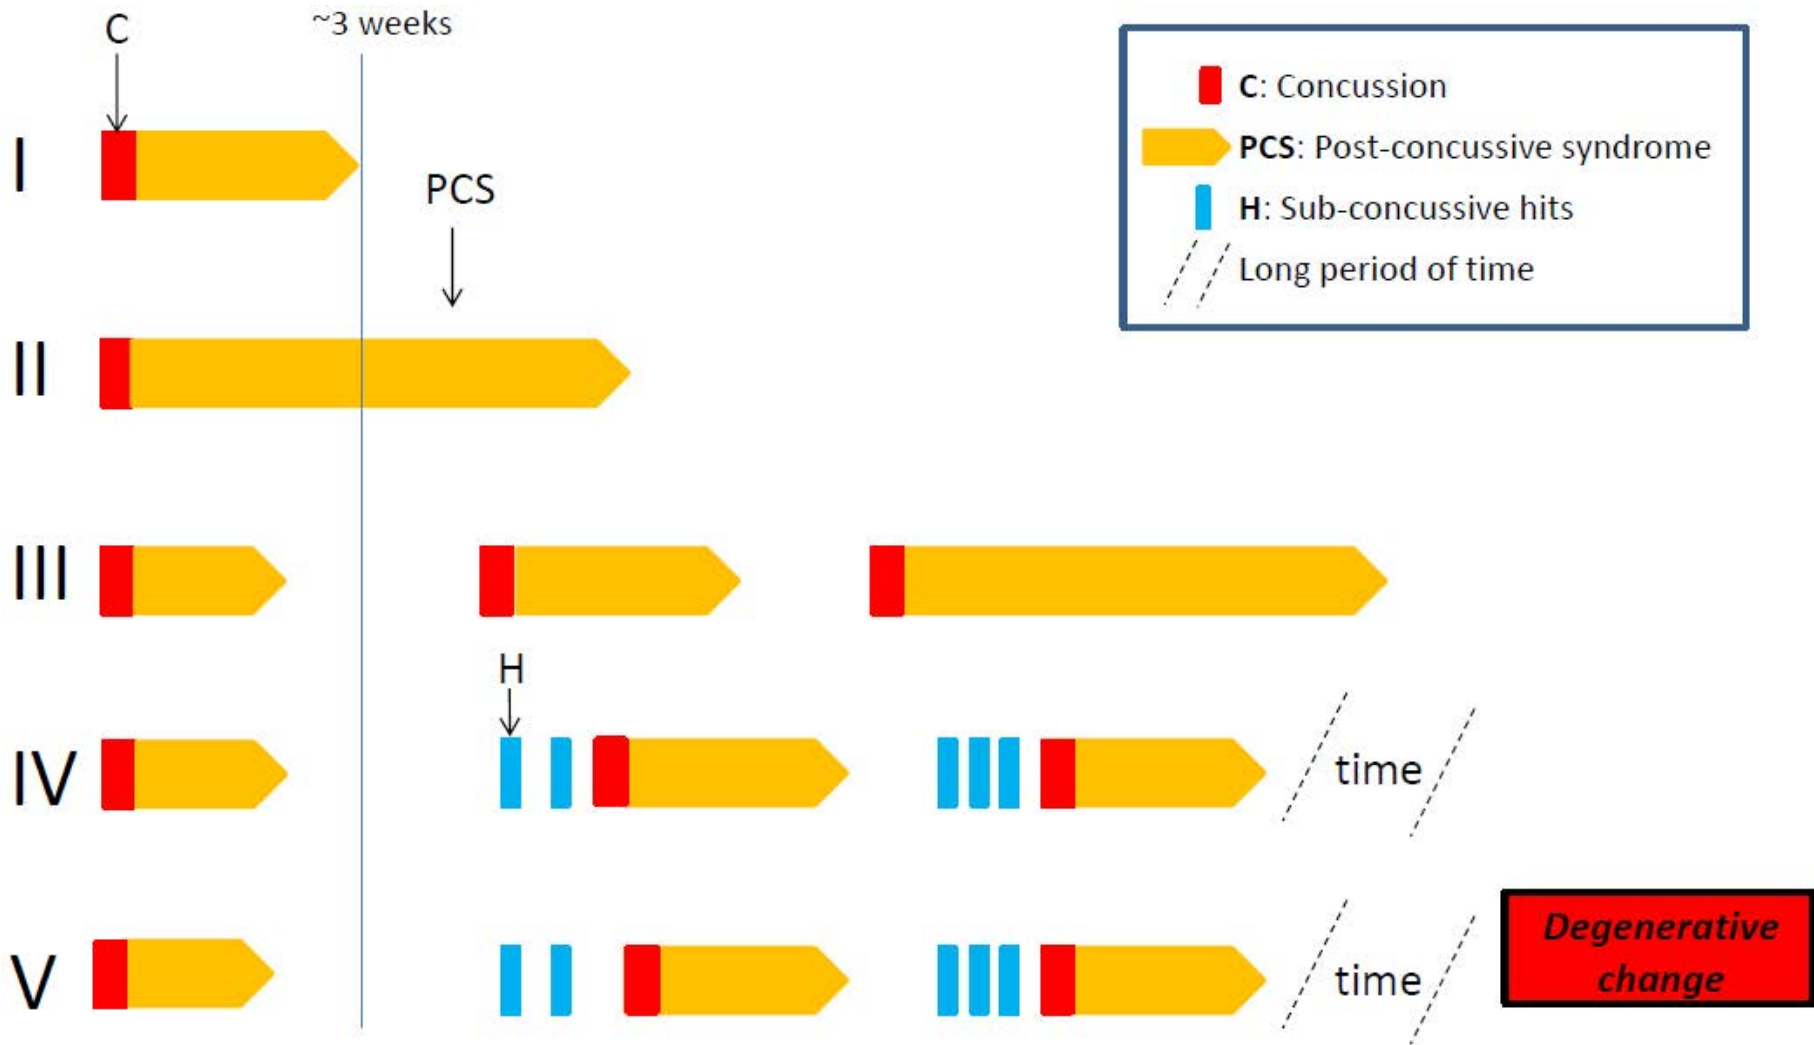 C
~3 weeks
C: Concussion
PCS: Post-concussive syndrome
H: Sub-concussive hits
Long period of time
I
PCS
II
III
H
IV
time
V
time
Degenerative
change